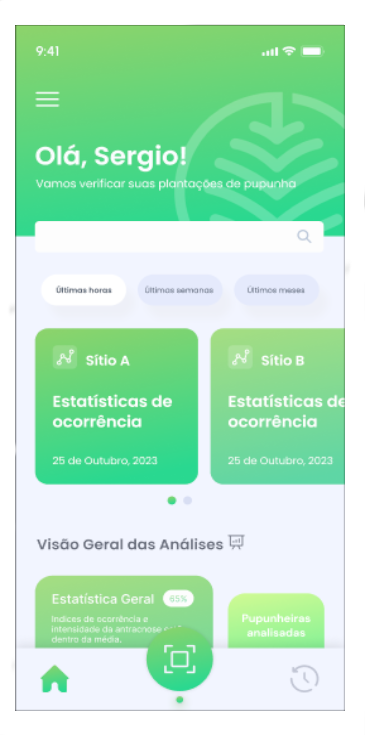 9:41
Olá, Sergio!
Vamos verificar suas plantações de pupunha
Últimas horas
Últimas semanas
Últimos meses
Sítio A
Estatísticas de
ocorrência
25 de Outubro, 2023
Sítio B
Estatísticas de
ocorrência
25 de Outubro, 2023
Visão Geral das Análises
Estatística Geral 65%
Indices de ocorrência e
intensidade da antracnose
dentro da média.
Pupunheiras
analisadas